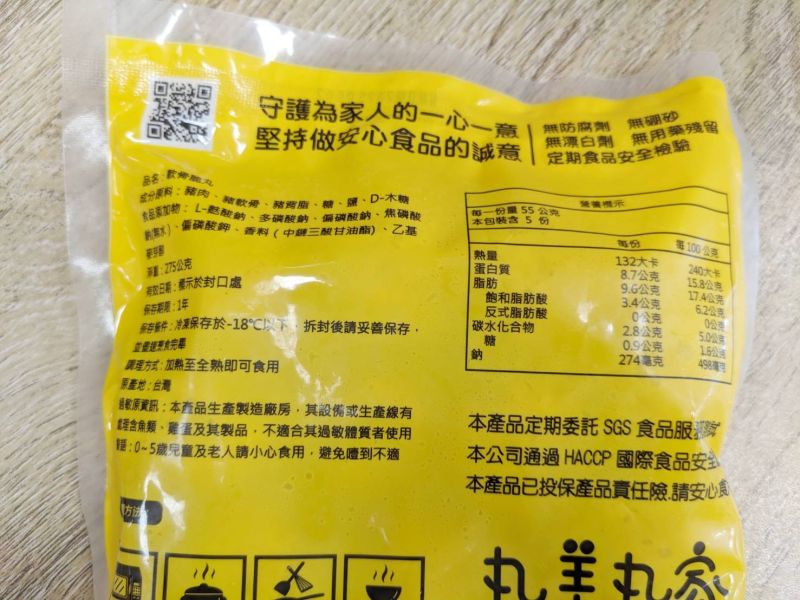 守護為家人的一心一意
堅持做安心食品的誠意
無防腐劑 無硼砂
無漂白劑 無用藥殘留
定期食品安全檢驗
品名:軟骨脆丸
成分原料:豬肉、豬軟骨、豬背脂、糖、鹽、D-木糖
食品添加物:L-麩酸鈉、多磷酸鈉、偏磷酸鈉、焦磷酸
鈉(無水)、偏磷酸鉀、香料(中鏈三酸甘油酯)、乙基
麥芽醇
淨重:275公克
有效日期:標示於封口處
保存期限:1年
保存條件:冷凍保存於-18℃以下,拆封後請妥善保存,
並儘速烹食完畢
調理方式:加熱至全熟即可食用
原產地:台灣
過敏原資訊:本產品生產製造廠房,其設備或生產線有
處理含魚類、雞蛋及其製品,不適合其過敏體質者使用
警語:0~5歲兒童及老人請小心食用,避免噎到不適
營養標示
每一份量 55 公克
本包裝含 5 份
每份 每100公克
熱量 132大卡 240大卡
蛋白質 8.7公克 15.8公克
脂肪 9.6公克 17.4公克
飽和脂肪酸 3.4公克 6.2公克
反式脂肪酸 0公克 0公克
碳水化合物 2.8公克 5.0公克
糖 0.9公克 1.6公克
鈉 274毫克 498毫克
本產品定期委託 SGS 食品服務
本公司通過 HACCP 國際食品安全
本產品已投保產品責任險.請安心食
方法
丸美丸家